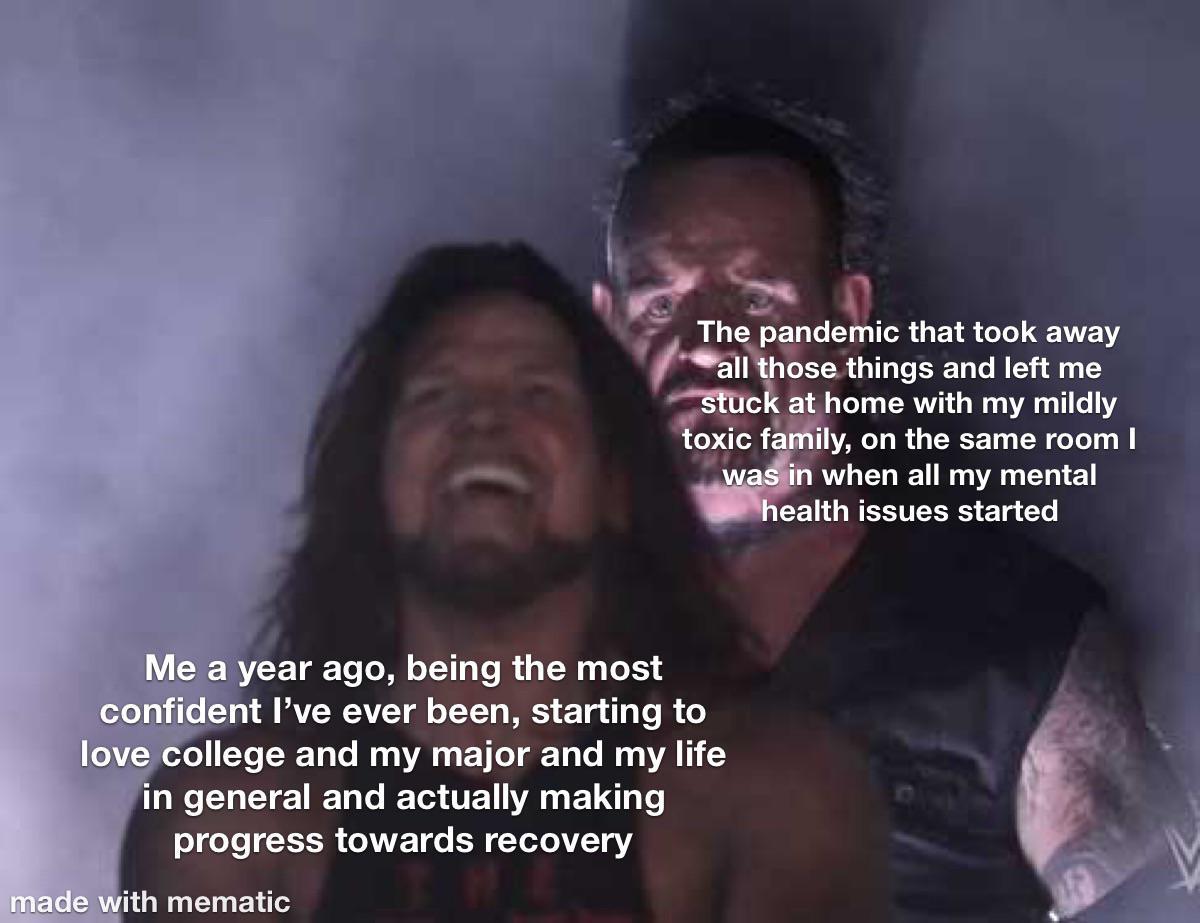 The pandemic that took away
all those things and left me
stuck at home with my mildly
toxic family, on the same room I
was in when all my mental
health issues started
Me a year ago, being the most
confident I’ve ever been, starting to
love college and my major and my life
in general and actually making
progress towards recovery
THE
made with mematic